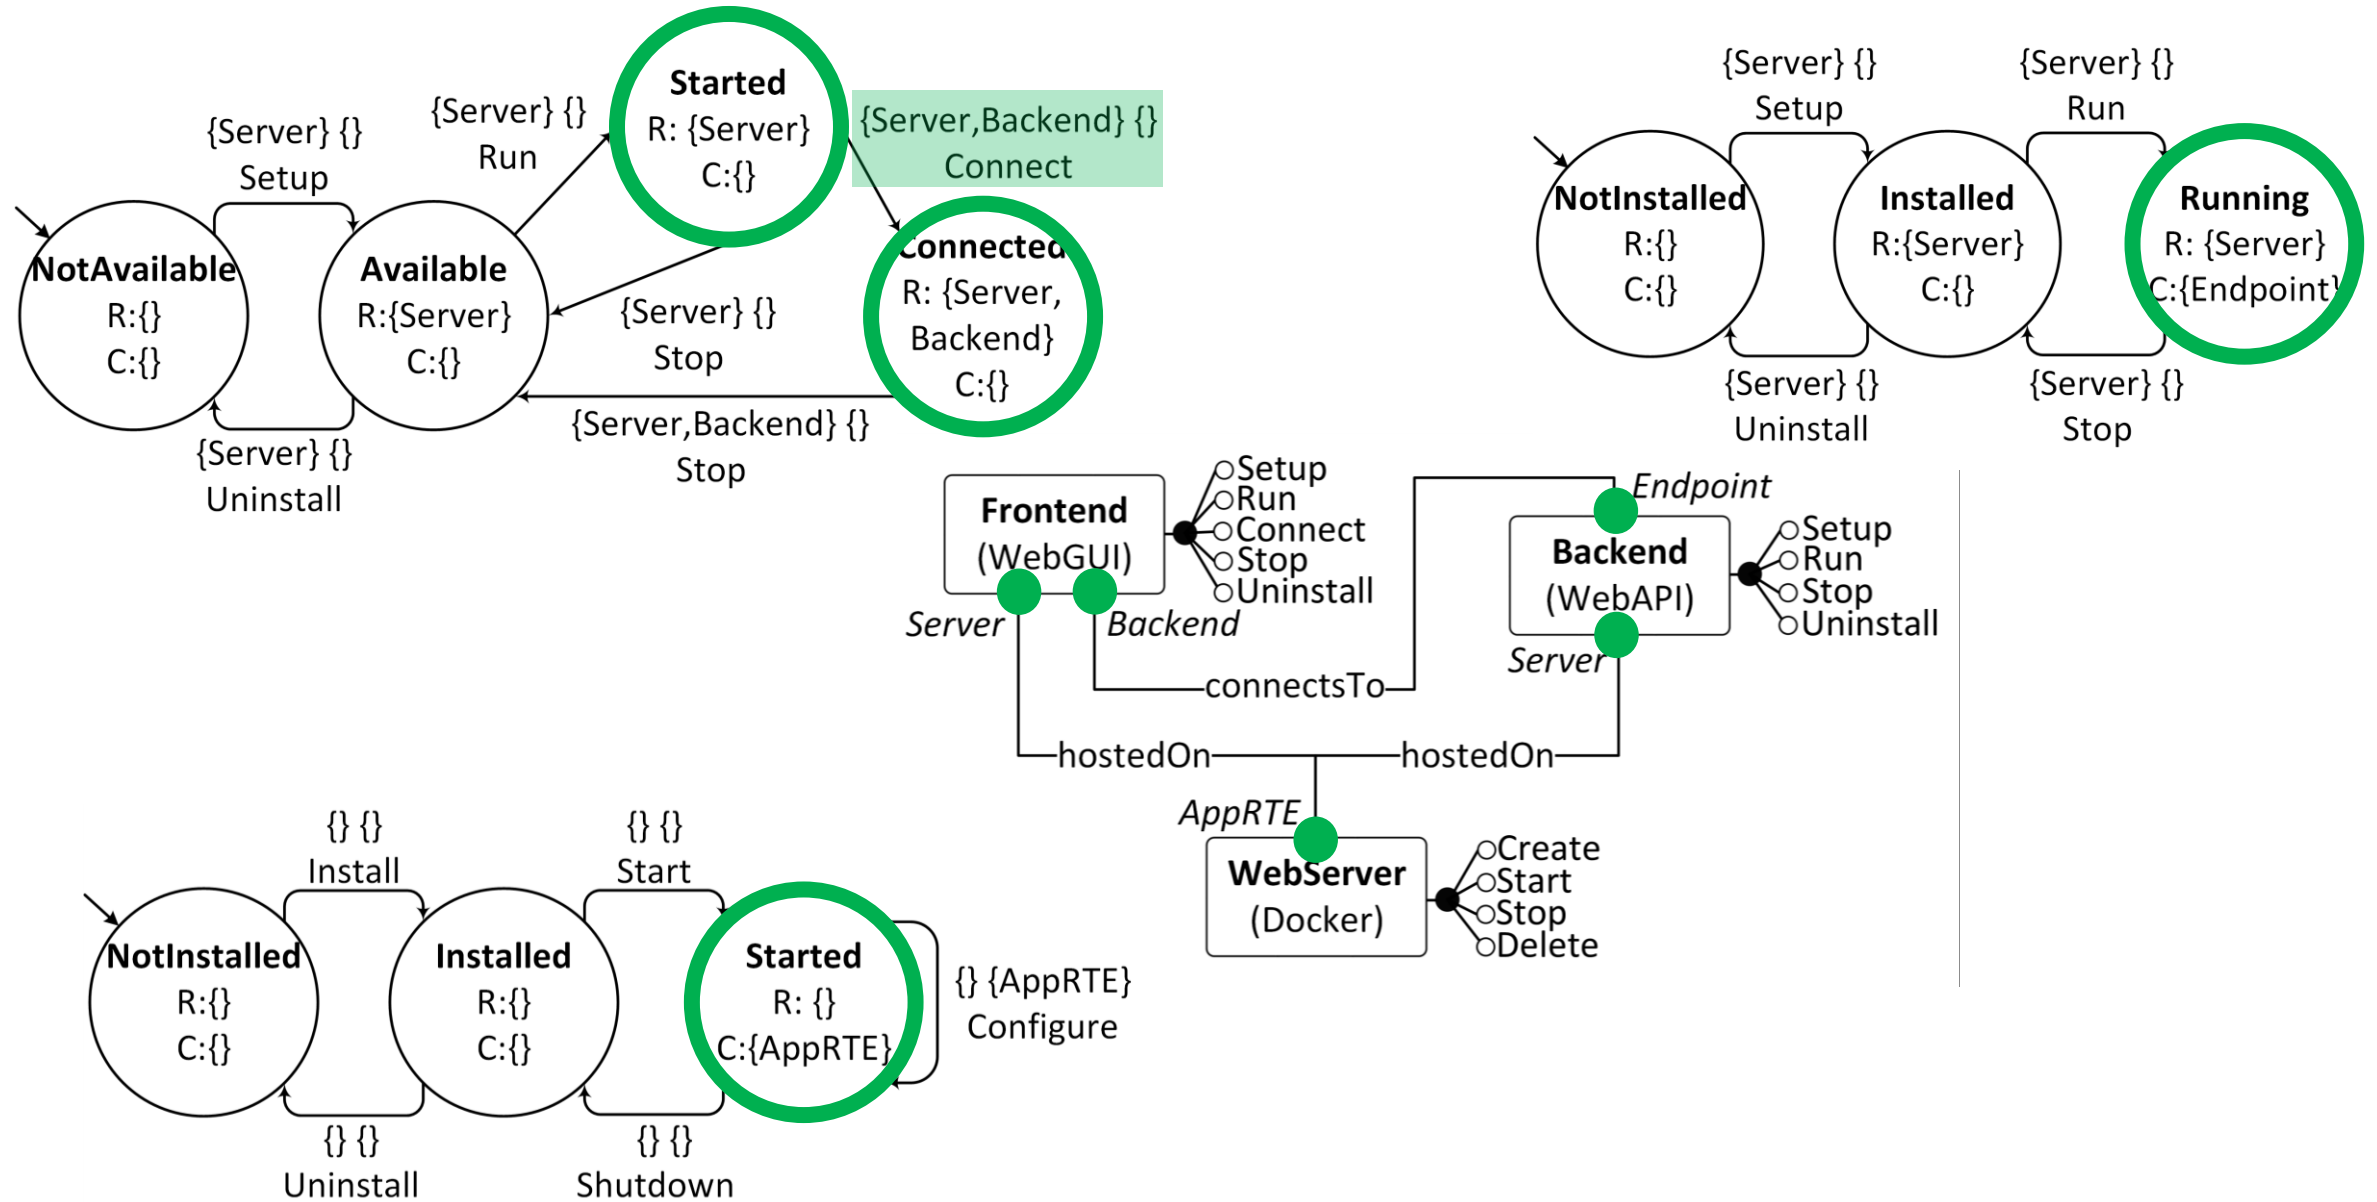 {Server} {}
Setup
{Server} {}
Run
Started
R: {Server}
C:{}
{Server,Backend} {}
Connect
NotAvailable
R:{}
C:{}
Available
R:{Server}
C:{}
Connected
R: {Server,
Backend}
C:{}
{Server} {}
Stop
{Server,Backend} {}
Stop
{Server} {}
Uninstall
{Server} {}
Setup
{Server} {}
Run
NotInstalled
R:{}
C:{}
Installed
R:{Server}
C:{}
Running
R: {Server}
C:{Endpoint}
{Server} {}
Uninstall
{Server} {}
Stop
Frontend
(WebGUI)
Setup
Run
Connect
Stop
Uninstall
Server
Backend
Endpoint
Backend
(WebAPI)
Setup
Run
Stop
Uninstall
Server
connectsTo
hostedOn
hostedOn
AppRTE
WebServer
(Docker)
Create
Start
Stop
Delete
{} {}
Install
{} {}
Start
NotInstalled
R:{}
C:{}
Installed
R:{}
C:{}
Started
R: {}
C:{AppRTE}
{} {AppRTE}
Configure
{} {}
Uninstall
{} {}
Shutdown